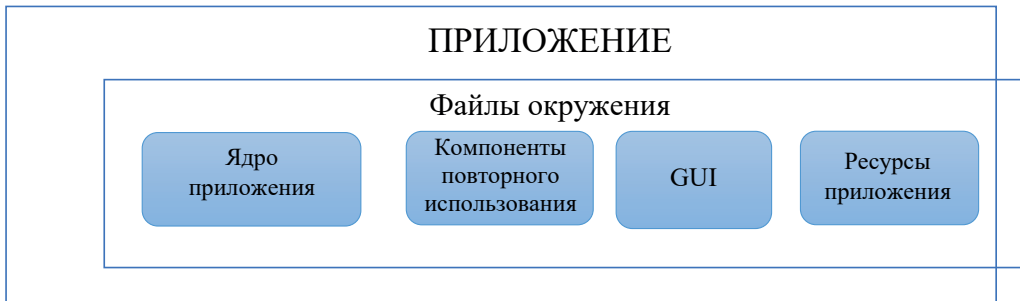 ПРИЛОЖЕНИЕ
Файлы окружения
Ядро
приложения
Компоненты
повторного
использования
GUI
Ресурсы
приложения